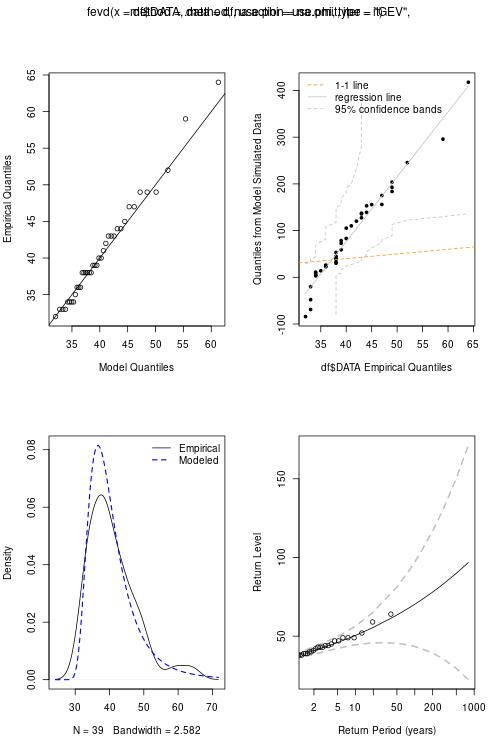 fevd(x = df$DATA, "GEV",
65
60
55
50
45
40
35
Empirical Quantiles
35 40 45 50 55 60
Model Quantiles
1-1 line
regression line
95% confidence bands
400
300
200
100
0
-100
Quantiles from Model Simulated Data
35 40 45 50 55 60 65
df$DATA Empirical Quantiles
Empirical
Modeled
0.08
0.06
0.04
0.02
0.00
Density
30 40 50 60 70
N = 39 Bandwidth = 2.582
150
100
50
Return Level
2 5 10 50 200 1000
Return Period (years)